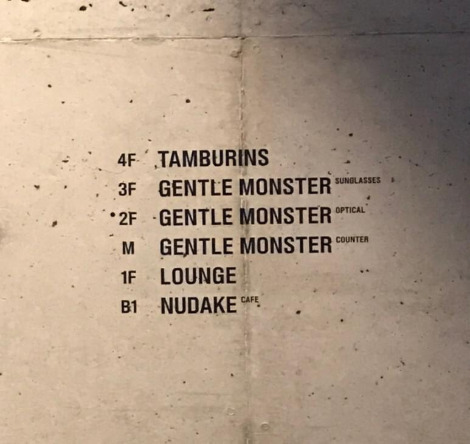 4F TAMBURINS
3F GENTLE MONSTER SUNGLASSES
2F GENTLE MONSTER OPTICAL
M GENTLE MONSTER COUNTER
1F LOUNGE
B1 NUDAKE CAFE